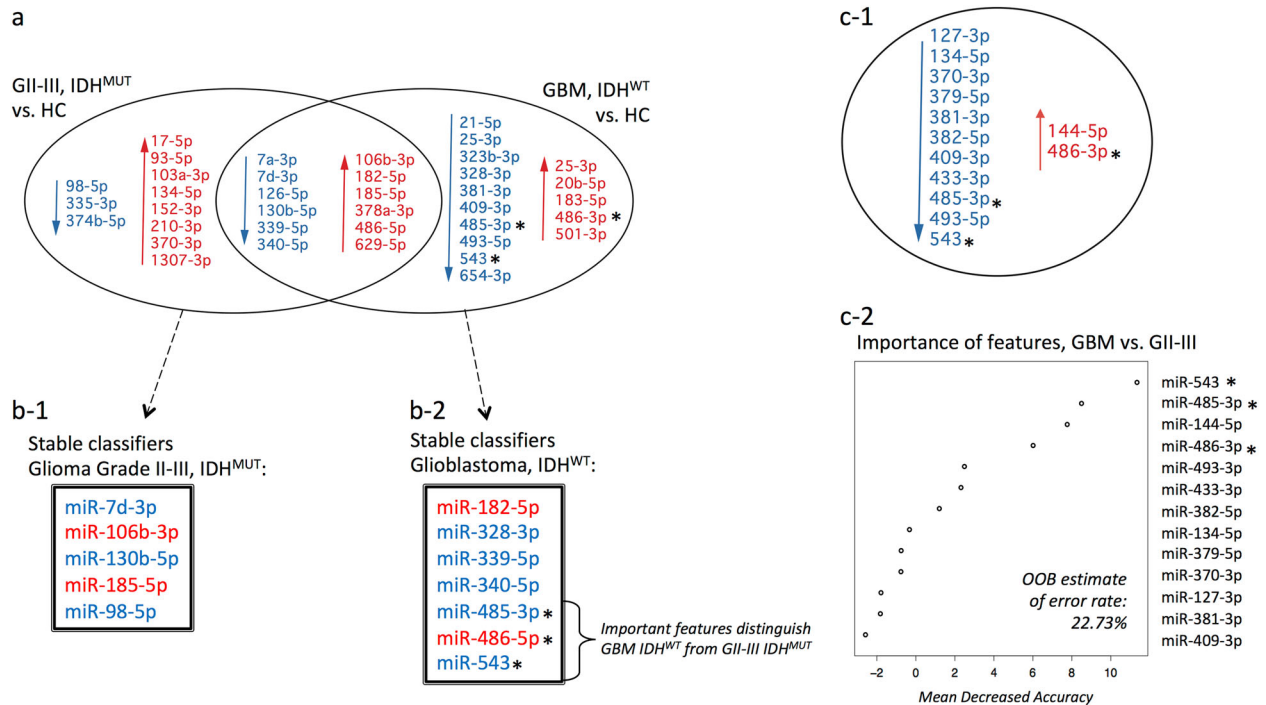 a
GII-III, IDHMUT
vs. HC
GBM, IDHWT
vs. HC
98-5p
335-3p
374b-5p
17-5p
93-5p
103a-3p
134-5p
152-3p
210-3p
370-3p
1307-3p
7a-3p
7d-3p
126-5p
130b-5p
339-5p
340-5p
106b-3p
182-5p
185-5p
378a-3p
486-5p
629-5p
21-5p
25-3p
323b-3p
328-3p
381-3p
409-3p
485-3p *
493-5p
543 *
654-3p
25-3p
20b-5p
183-5p
486-3p *
501-3p
b-1
Stable classifiers
Glioma Grade II-III, IDHMUT:
miR-7d-3p
miR-106b-3p
miR-130b-5p
miR-185-5p
miR-98-5p
b-2
Stable classifiers
Glioblastoma, IDHWT:
miR-182-5p
miR-328-3p
miR-339-5p
miR-340-5p
miR-485-3p *
miR-486-5p *
miR-543 *
Important features distinguish
GBM IDHWT from GII-III IDHMUT
c-1
127-3p
134-5p
370-3p
379-5p
381-3p
382-5p
409-3p
433-3p
485-3p *
493-5p
543 *
144-5p
486-3p *
c-2
Importance of features, GBM vs. GII-III
miR-543 *
miR-485-3p *
miR-144-5p
miR-486-3p *
miR-493-3p
miR-433-3p
miR-382-5p
miR-134-5p
miR-379-5p
miR-370-3p
miR-127-3p
miR-381-3p
miR-409-3p
OOB estimate
of error rate:
22.73%
−2 0 2 4 6 8 10
Mean Decreased Accuracy